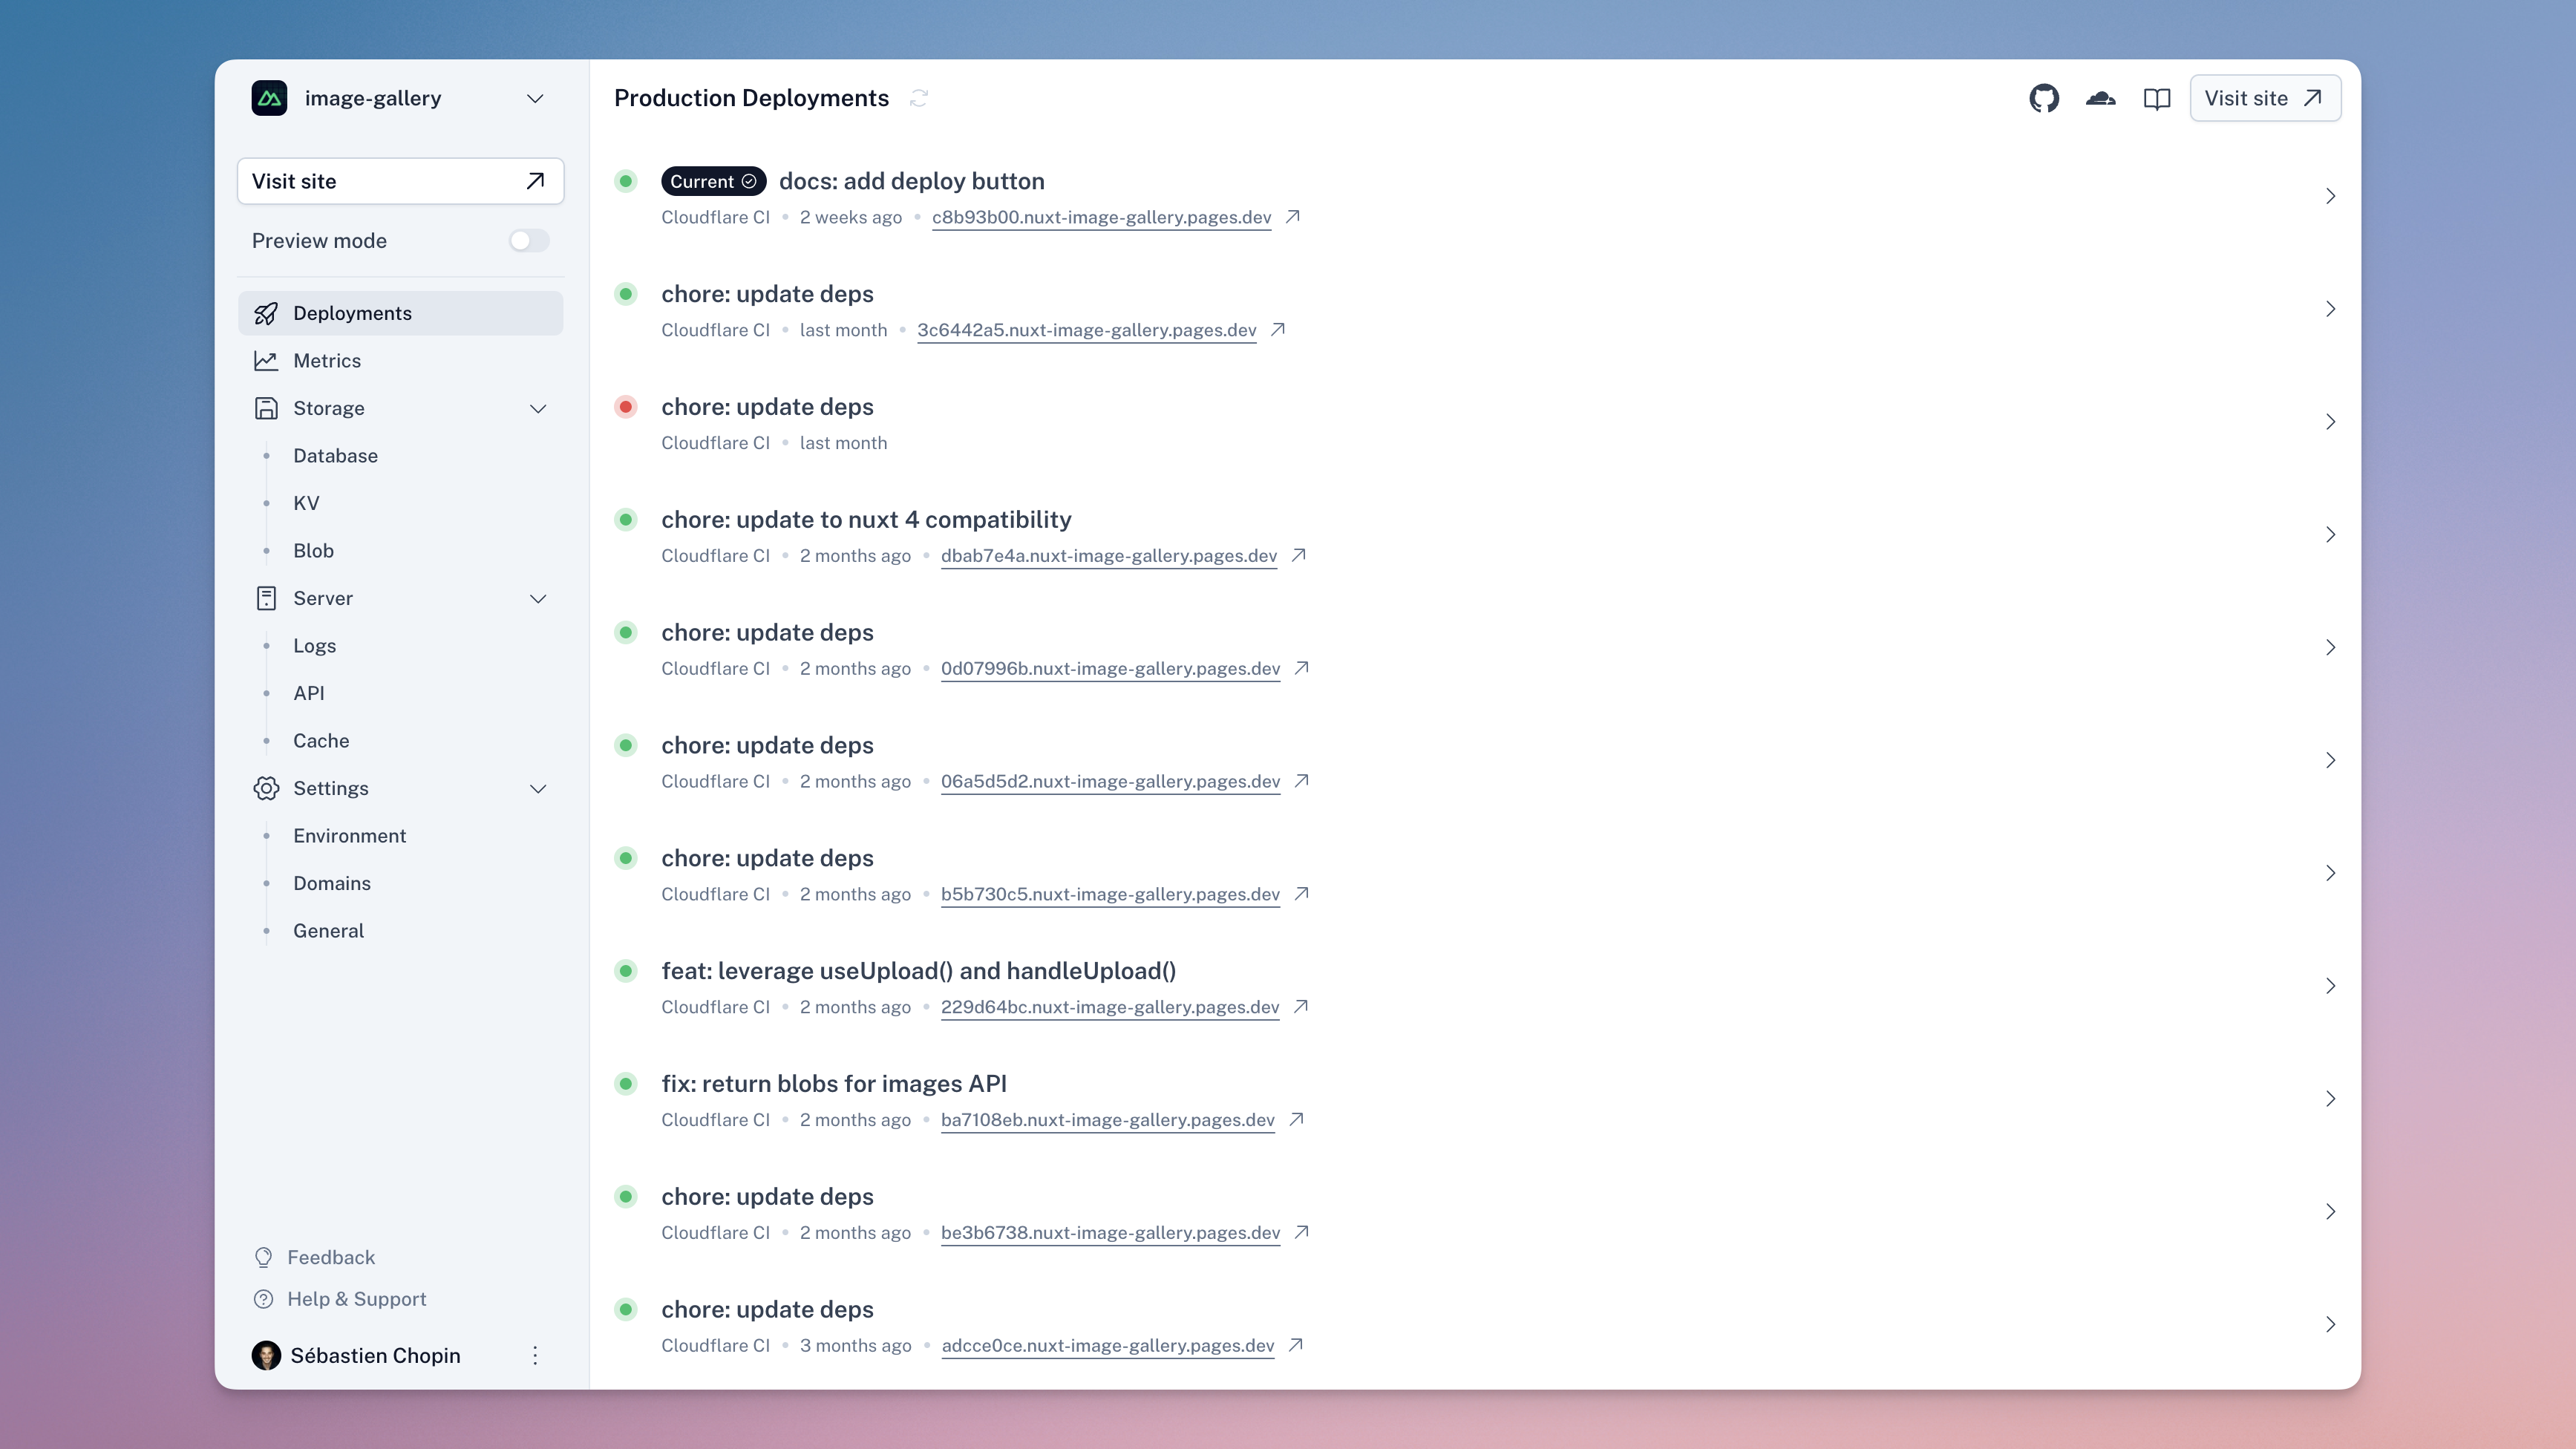 image-gallery
Visit site
Preview mode
Deployments
Metrics
Storage
Database
KV
Blob
Server
Logs
API
Cache
Settings
Environment
Domains
General
Feedback
Help & Support
Sébastien Chopin
Production Deployments
Visit site
Current docs: add deploy button
Cloudflare CI • 2 weeks ago • c8b93b00.nuxt-image-gallery.pages.dev
chore: update deps
Cloudflare CI • last month • 3c6442a5.nuxt-image-gallery.pages.dev
chore: update deps
Cloudflare CI • last month
chore: update to nuxt 4 compatibility
Cloudflare CI • 2 months ago • dbab7e4a.nuxt-image-gallery.pages.dev
chore: update deps
Cloudflare CI • 2 months ago • 0d07996b.nuxt-image-gallery.pages.dev
chore: update deps
Cloudflare CI • 2 months ago • 06a5d5d2.nuxt-image-gallery.pages.dev
chore: update deps
Cloudflare CI • 2 months ago • b5b730c5.nuxt-image-gallery.pages.dev
feat: leverage useUpload() and handleUpload()
Cloudflare CI • 2 months ago • 229d64bc.nuxt-image-gallery.pages.dev
fix: return blobs for images API
Cloudflare CI • 2 months ago • ba7108eb.nuxt-image-gallery.pages.dev
chore: update deps
Cloudflare CI • 2 months ago • be3b6738.nuxt-image-gallery.pages.dev
chore: update deps
Cloudflare CI • 3 months ago • adcce0ce.nuxt-image-gallery.pages.dev